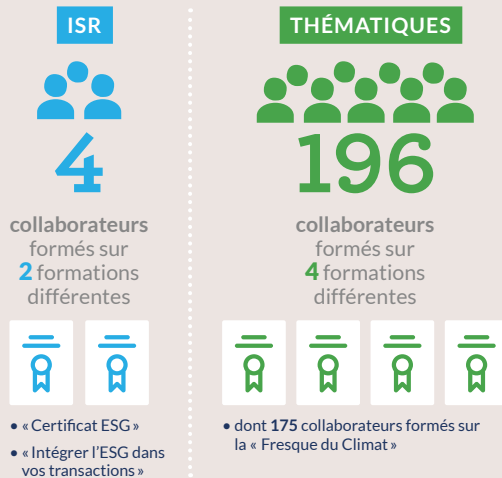 ISR
4
collaborateurs
formés sur
2 formations
différentes
• « Certificat ESG »
• « Intégrer l’ESG dans
vos transactions »
THÉMATIQUES
196
collaborateurs
formés sur
4 formations
différentes
• dont 175 collaborateurs formés sur
la « Fresque du Climat »